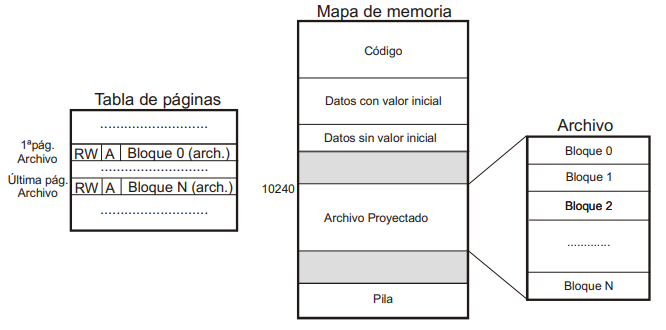 Mapa de memoria
Código
Datos con valor inicial
Datos sin valor inicial
10240
Archivo Proyectado
Pila
Tabla de páginas
............................
1ªpág.
Archivo
RW A Bloque 0 (arch.)
............................
Última pág.
Archivo
RW A Bloque N (arch.)
............................
Archivo
Bloque 0
Bloque 1
Bloque 2
.............
Bloque N